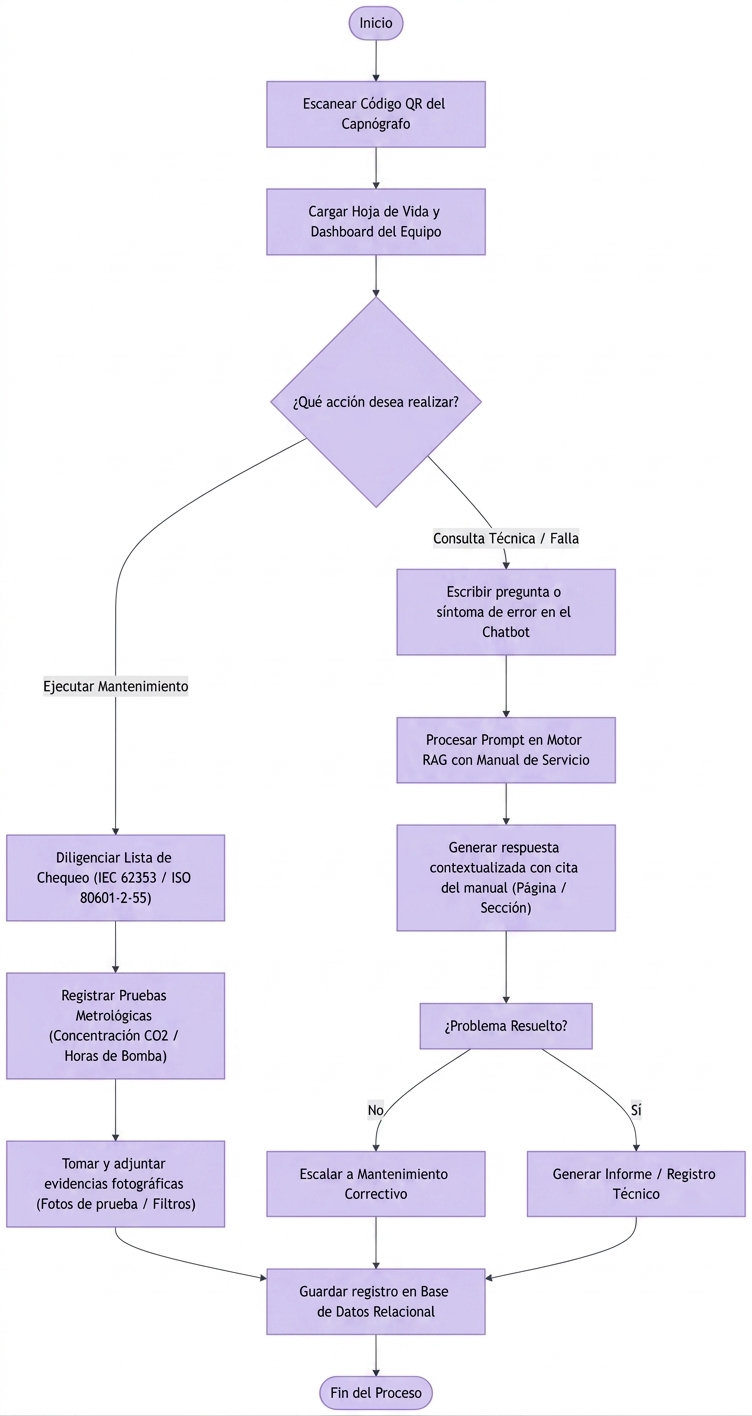 Inicio
Escanear Código QR del
Capnógrafo
Cargar Hoja de Vida y
Dashboard del Equipo
¿Qué acción desea realizar?
Consulta Técnica / Falla
Escribir pregunta o
síntoma de error en el
Chatbot
Ejecutar Mantenimiento
Procesar Prompt en Motor
RAG con Manual de Servicio
Diligenciar Lista de
Chequeo (IEC 62353 / ISO
80601-2-55)
Generar respuesta
contextualizada con cita
del manual (Página /
Sección)
Registrar Pruebas
Metrológicas
(Concentración CO2 /
Horas de Bomba)
¿Problema Resuelto?
No
Sí
Tomar y adjuntar
evidencias fotográficas
(Fotos de prueba / Filtros)
Escalar a Mantenimiento
Correctivo
Generar Informe / Registro
Técnico
Guardar registro en Base
de Datos Relacional
Fin del Proceso